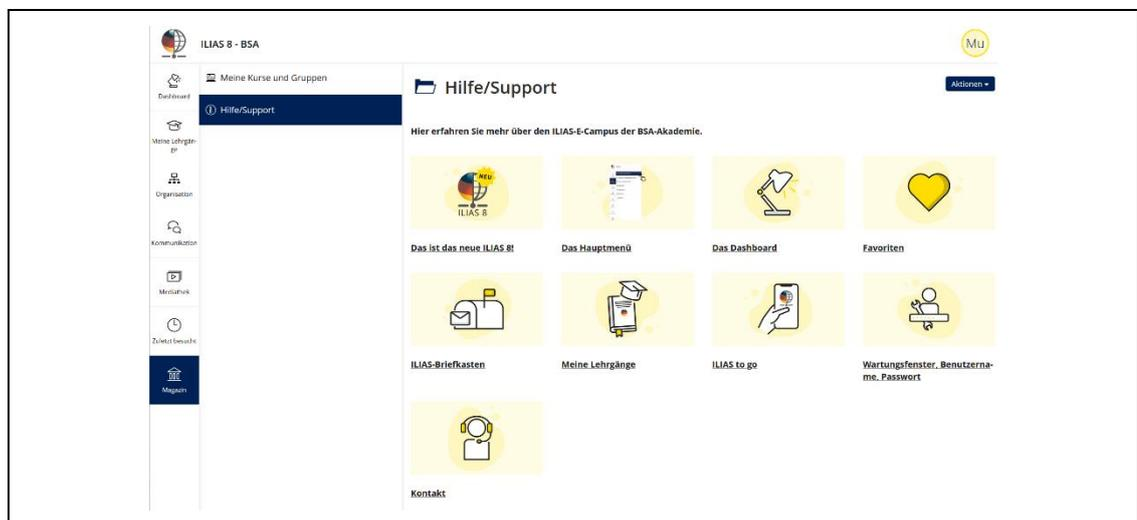 ILIAS 8 - BSA
Mu
Dashboard
Meine Lehrgän-
ge
Organisation
Kommunikation
Mediathek
Zuletzt besucht
Magazin
Meine Kurse und Gruppen
Hilfe/Support
Hilfe/Support
Aktionen
Hier erfahren Sie mehr über den ILIAS-E-Campus der BSA-Akademie.
NEU
ILIAS 8
Das ist das neue ILIAS 8!
Das Hauptmenü
Das Dashboard
Favoriten
ILIAS-Briefkasten
Meine Lehrgänge
ILIAS to go
Wartungsfenster, Benutzerna-
me, Passwort
Kontakt